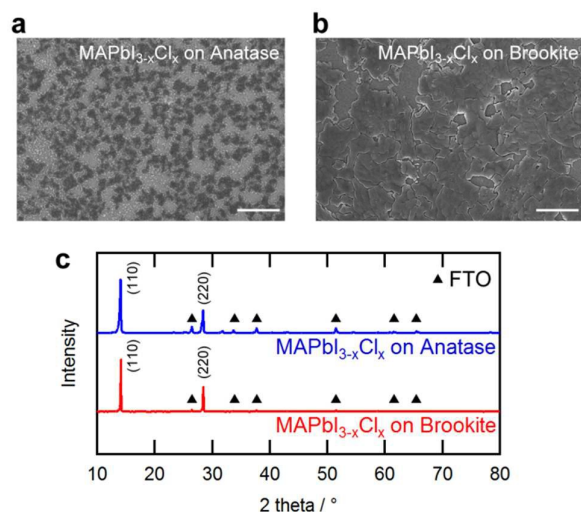 a
MAPbI3-xClx on Anatase
b
MAPbI3-xClx on Brookite
c
▲ FTO
(110)
(220)
MAPbI3-xClx on Anatase
(110)
(220)
MAPbI3-xClx on Brookite
Intensity
10 20 30 40 50 60 70 80
2 theta / °